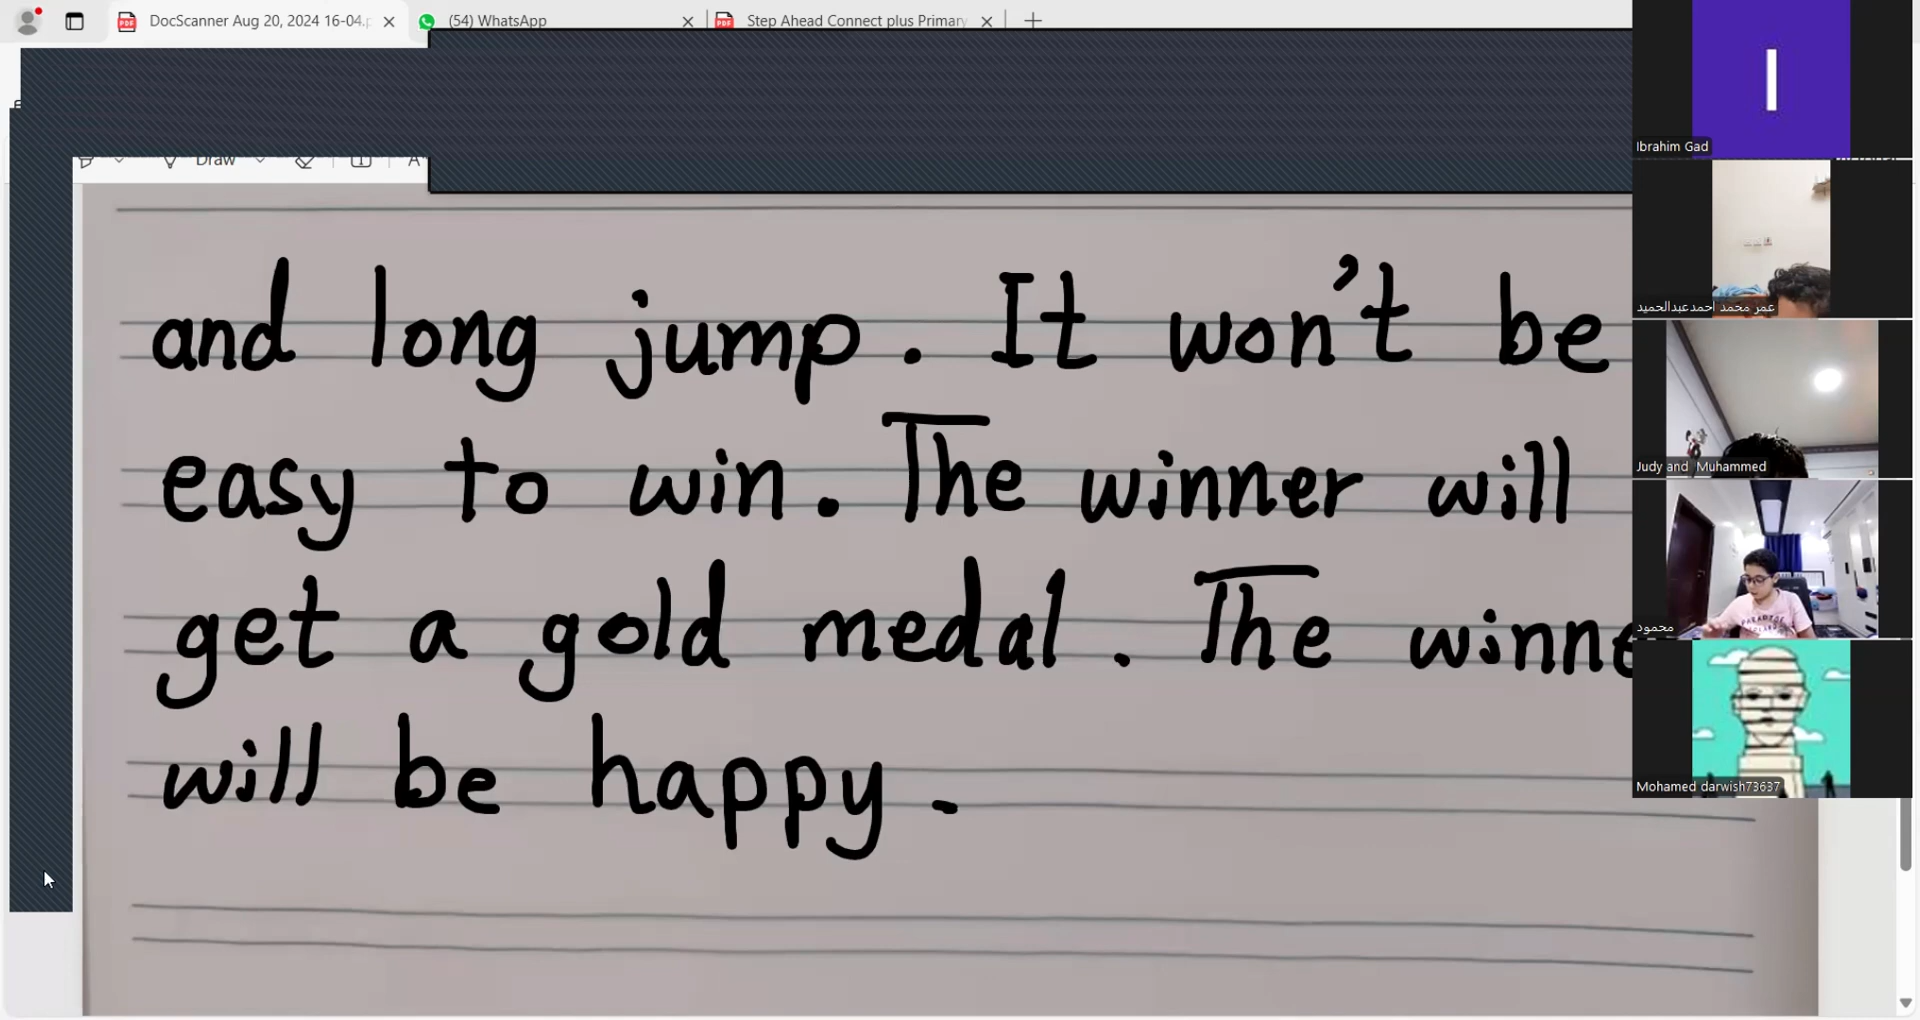 DocScanner Aug 20, 2024 16-04.p
(54) WhatsApp
Step Ahead Connect plus Primary
Draw
Ibrahim Gad
عمر محمد احمدعبدالحميد
Judy and Muhammed
محمود
Mohamed darwish73637
and long jump. It won't be
easy to win. The winner will
get a gold medal. The winne
will be happy.